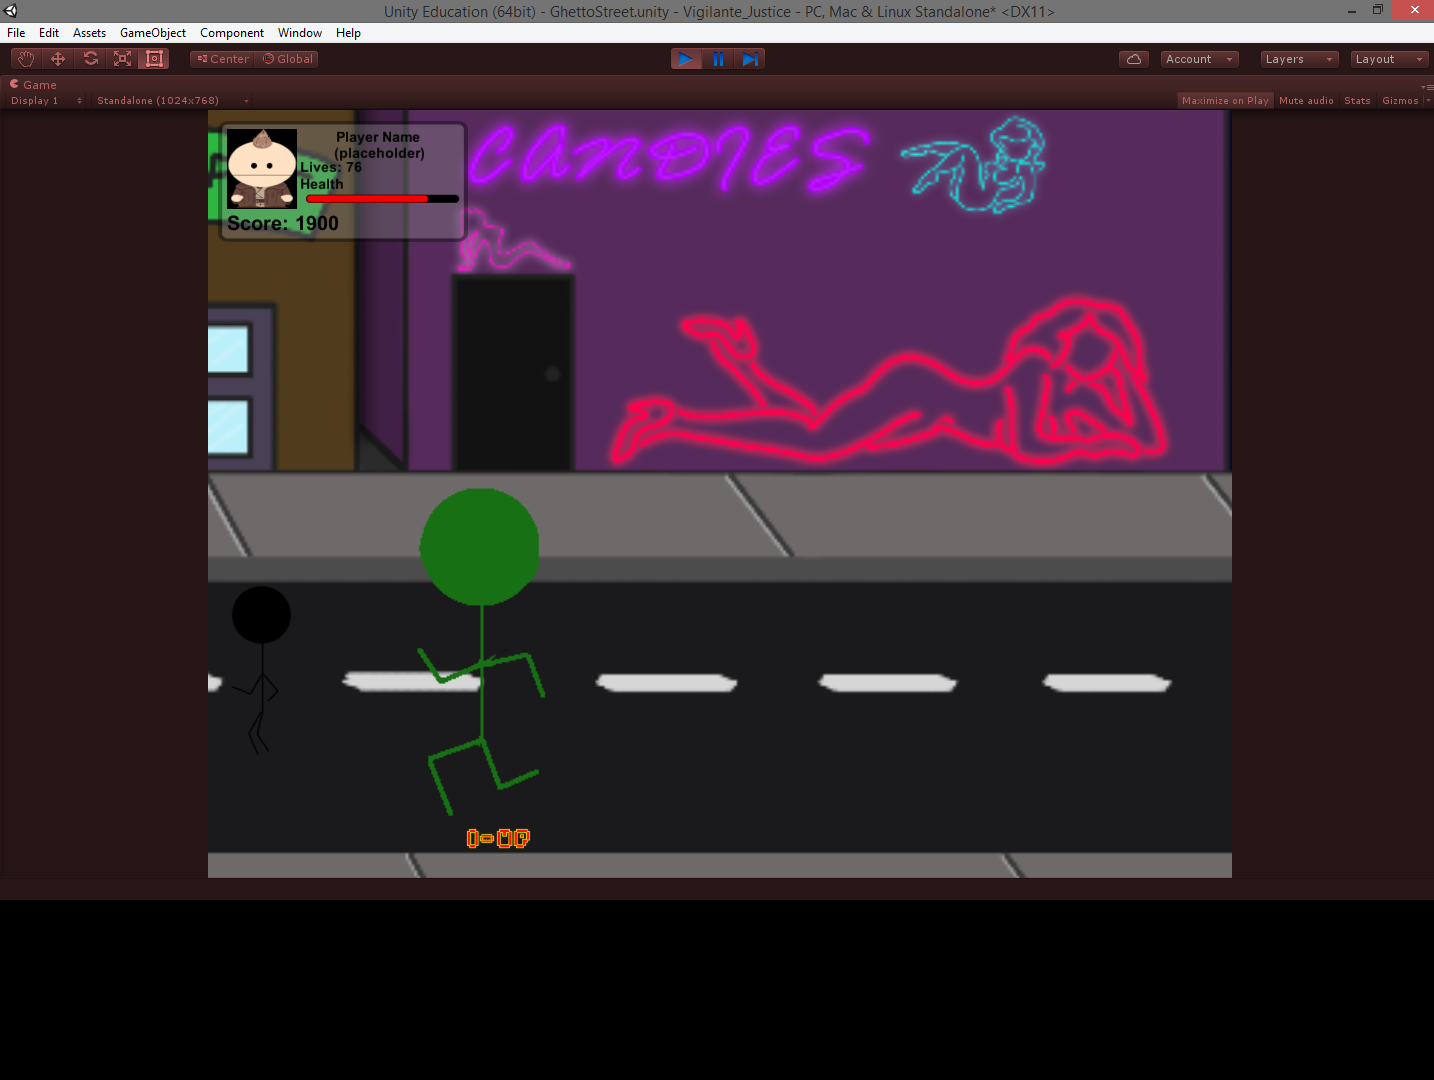 Unity Education (64bit) - GhettoStreet.unity - Vigilante_Justice - PC, Mac & Linux Standalone* <DX11>
File Edit Assets GameObject Component Window Help
Center Global Account Layers Layout
Game
Display 1 Standalone (1024x768) Maximize on Play Mute audio Stats Gizmos
CANDIES
Player Name
(placeholder)
Lives: 76
Health
Score: 1900